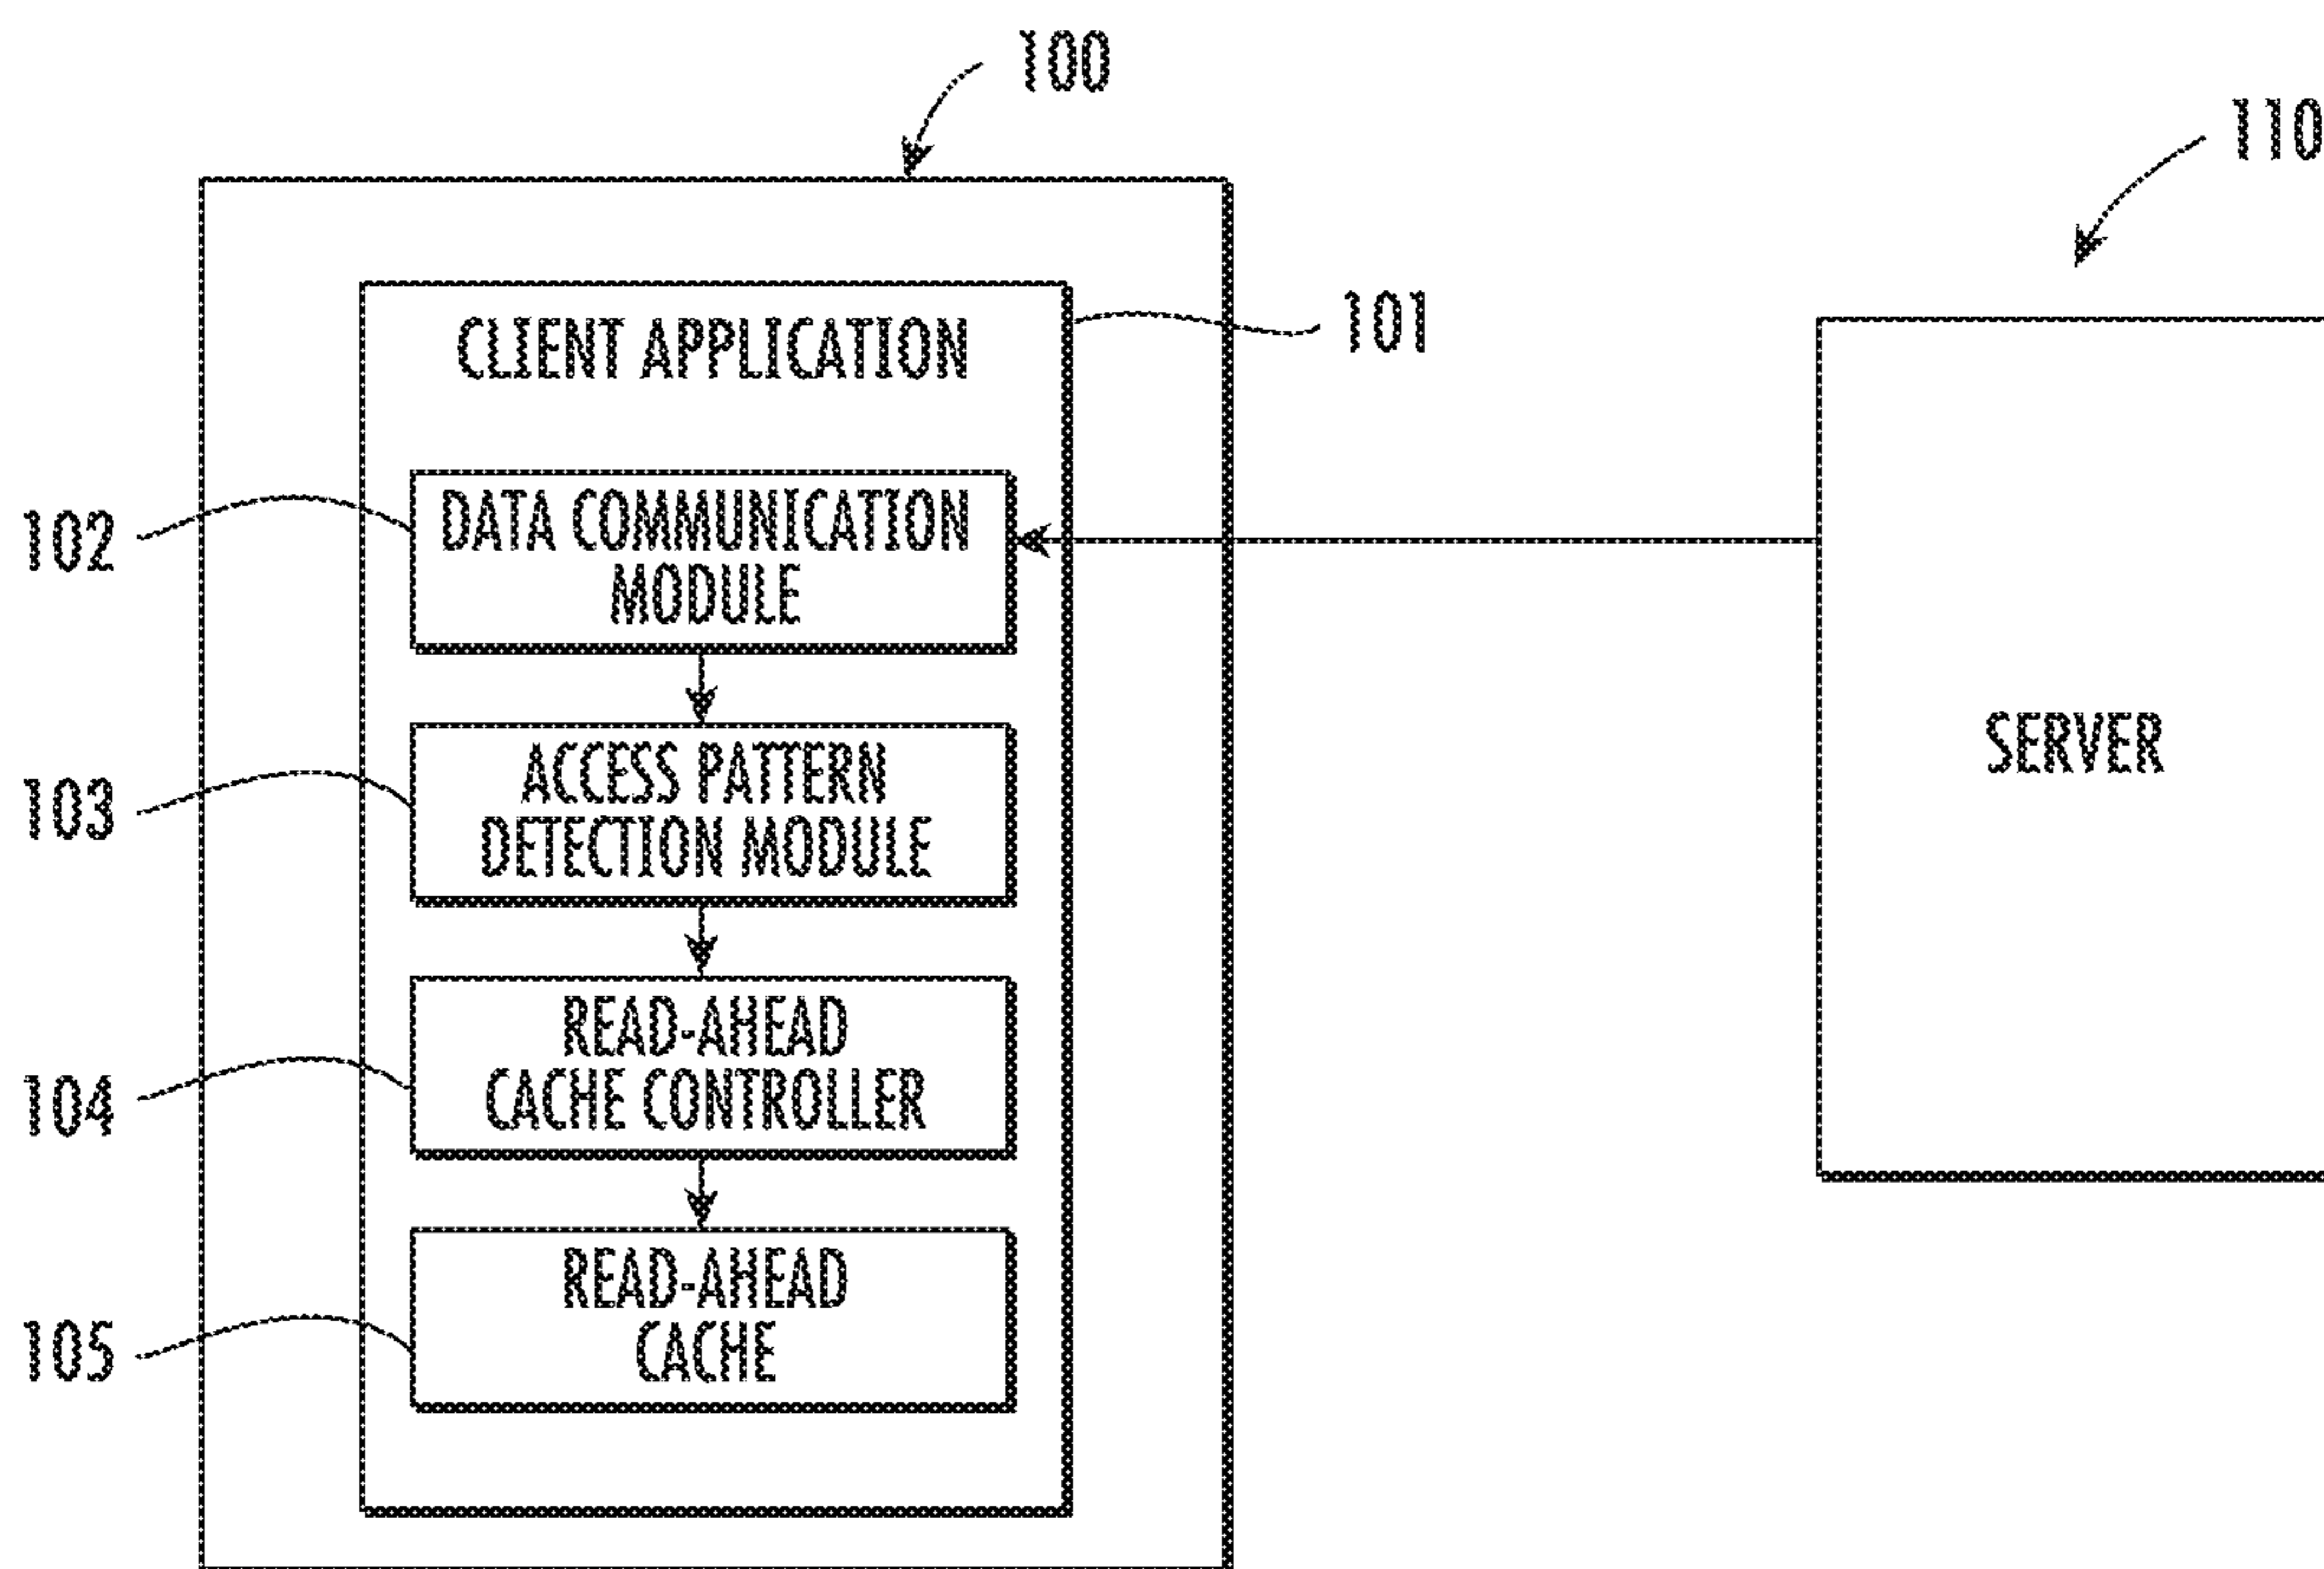 100
110
CLIENT APPLICATION
101
DATA COMMUNICATION
MODULE
102
ACCESS PATTERN
DETECTION MODULE
103
READ-AHEAD
CACHE CONTROLLER
104
READ-AHEAD
CACHE
105
SERVER